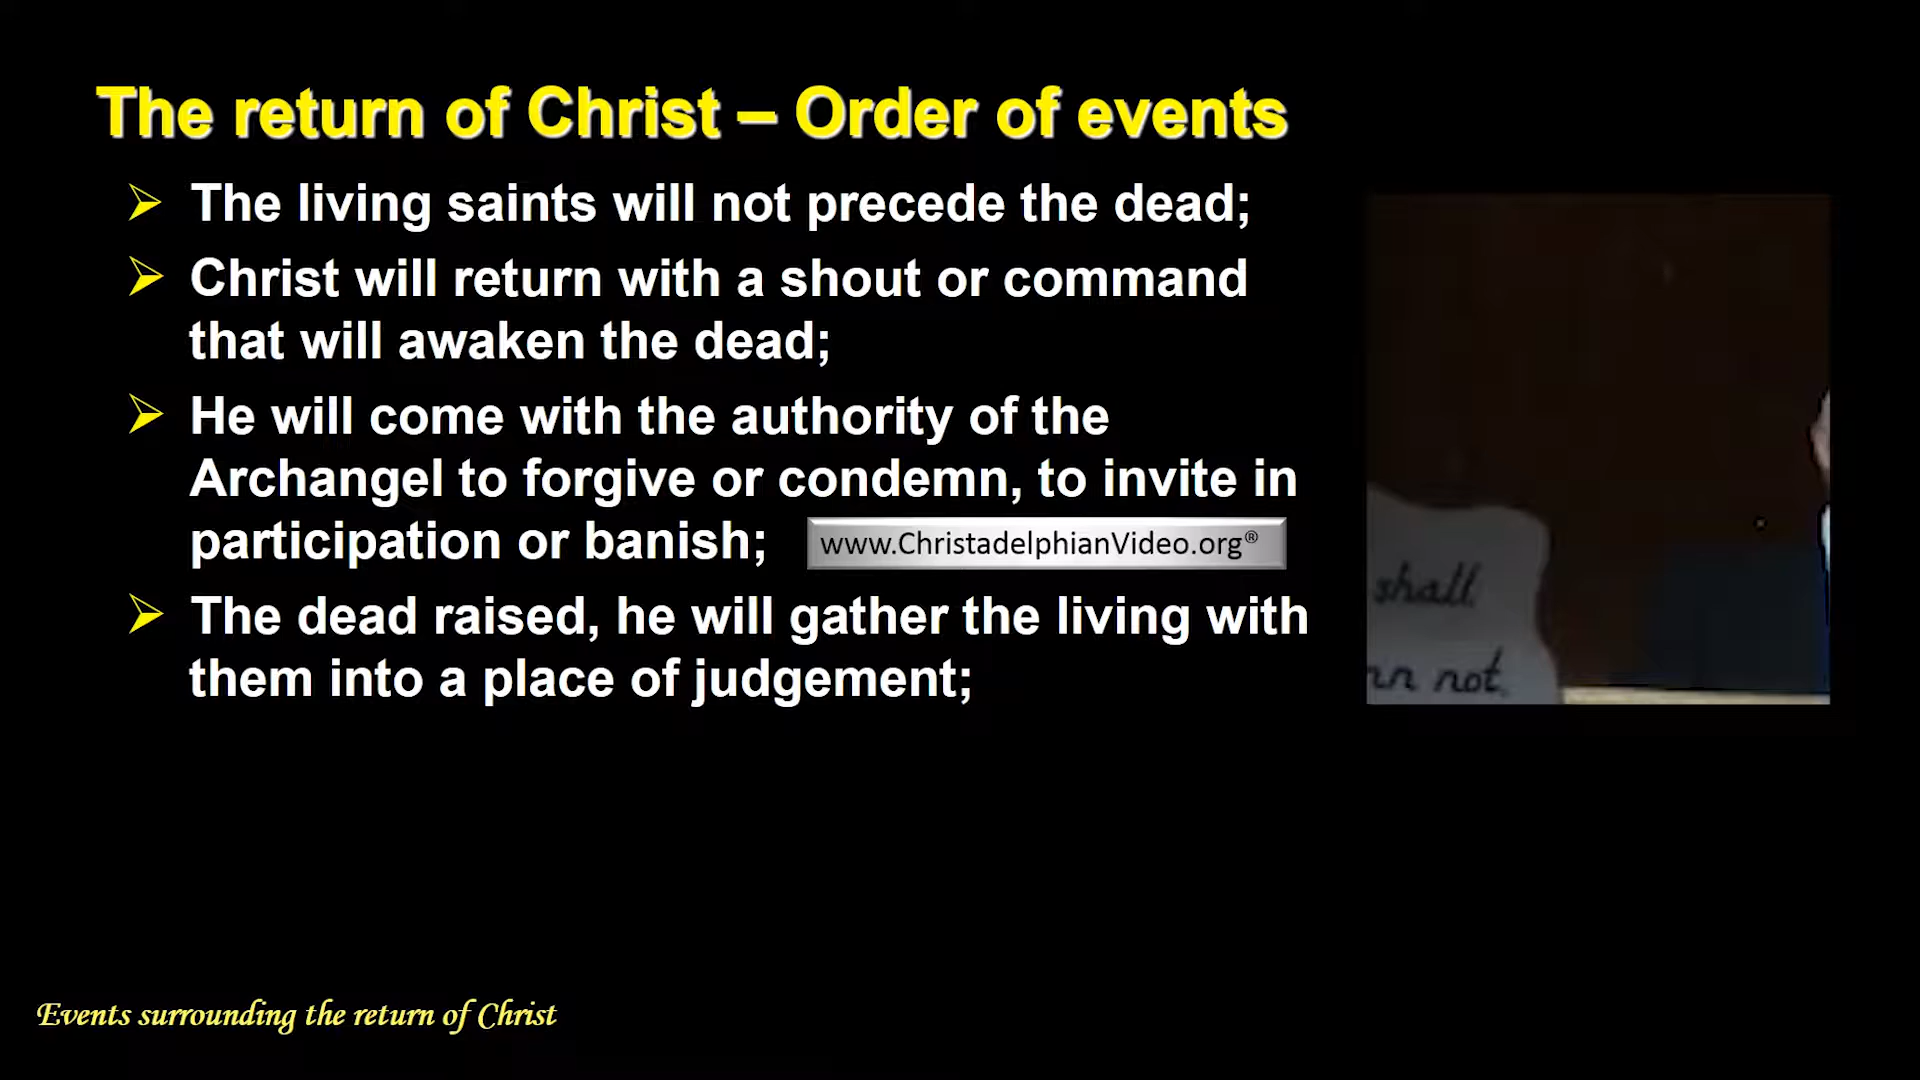 The return of Christ – Order of events
➢ The living saints will not precede the dead;
➢ Christ will return with a shout or command
that will awaken the dead;
➢ He will come with the authority of the
Archangel to forgive or condemn, to invite in
participation or banish;
www.ChristadelphianVideo.org®
➢ The dead raised, he will gather the living with
them into a place of judgement;
shall
not
Events surrounding the return of Christ